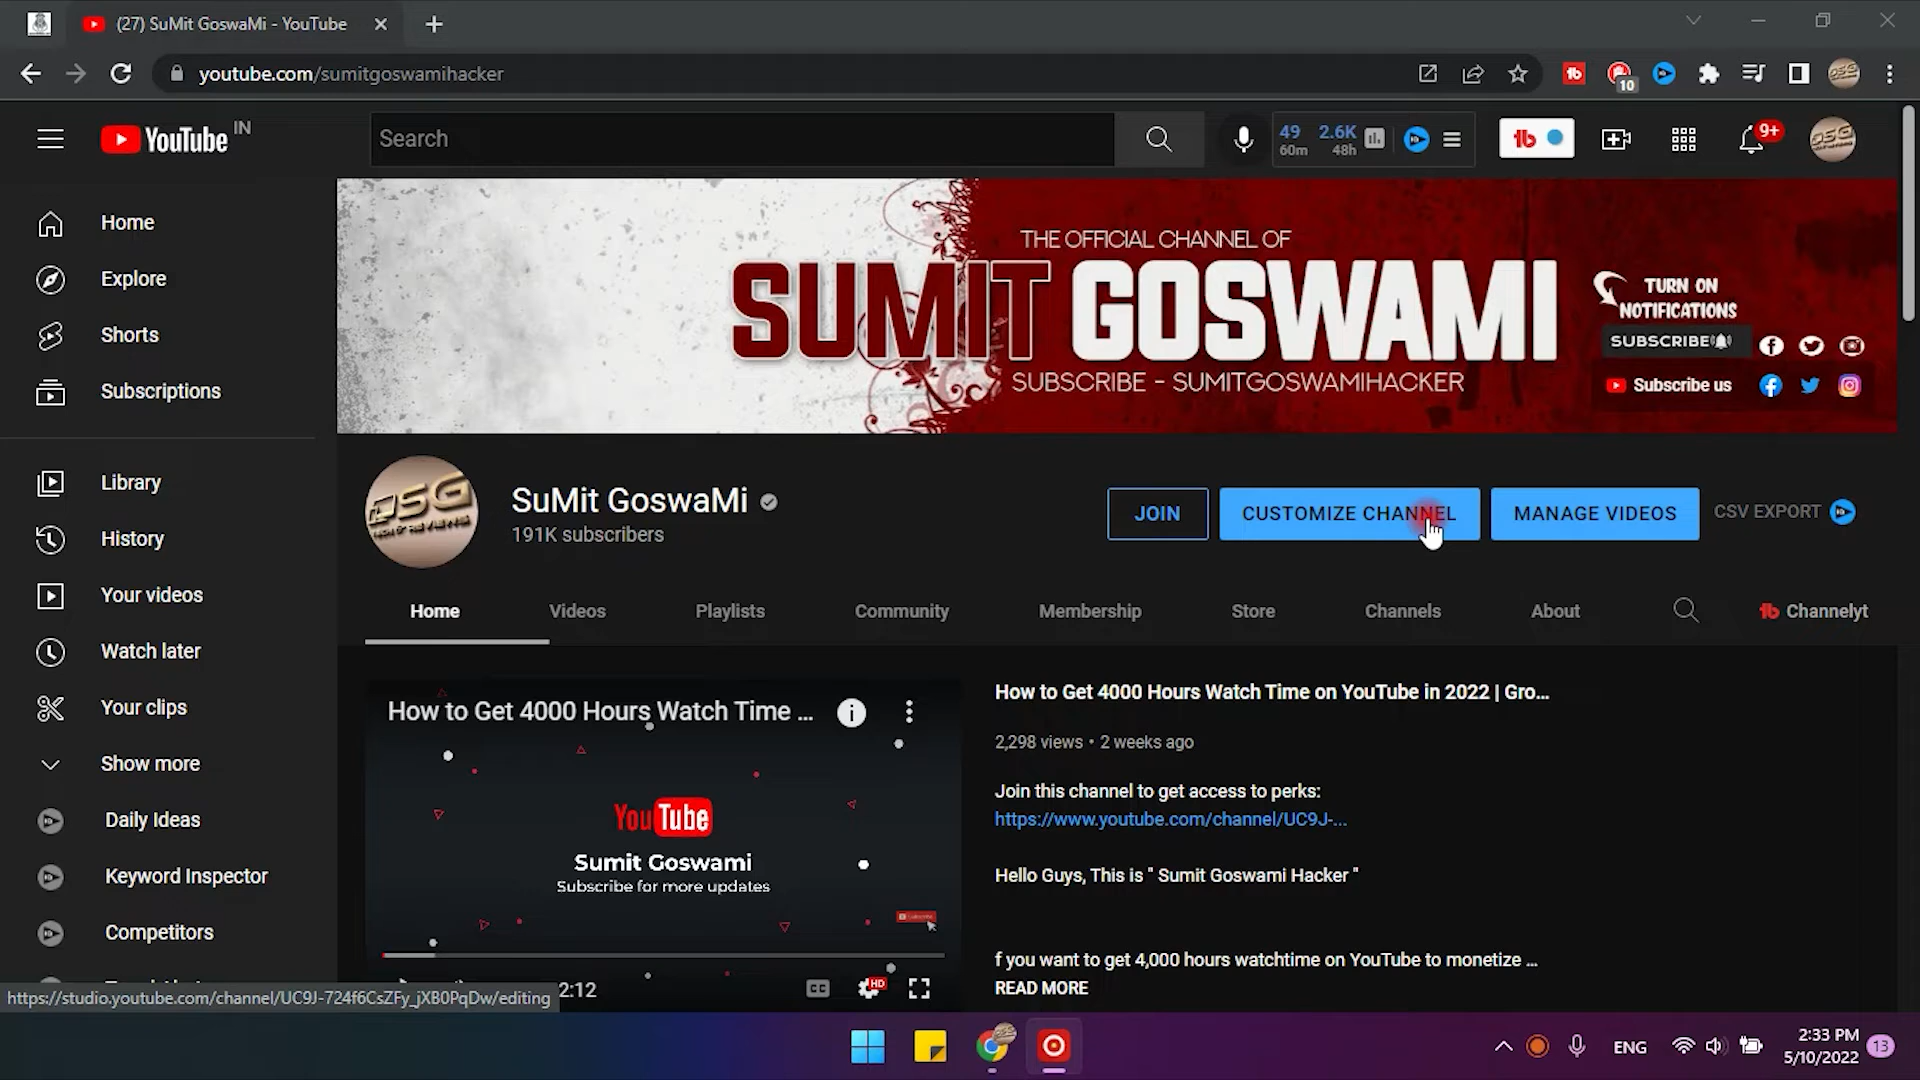 (27) SuMit GoswaMi - YouTube
youtube.com/sumitgoswamihacker
10
YouTube IN
Search
49 60m
2.6K 48h
9+
Home
Explore
Shorts
Subscriptions
Library
History
Your videos
Watch later
Your clips
Show more
Daily Ideas
Keyword Inspector
Competitors
THE OFFICIAL CHANNEL OF
SUMIT GOSWAMI
SUBSCRIBE - SUMITGOSWAMIHACKER
TURN ON
NOTIFICATIONS
SUBSCRIBE
Subscribe us
SuMit GoswaMi
191K subscribers
JOIN
CUSTOMIZE CHANNEL
MANAGE VIDEOS
CSV EXPORT
Home
Videos
Playlists
Community
Membership
Store
Channels
About
Channelyt
How to Get 4000 Hours Watch Time ...
YouTube
Sumit Goswami
Subscribe for more updates
2:12
CC
HD
How to Get 4000 Hours Watch Time on YouTube in 2022 | Gro...
2,298 views • 2 weeks ago
Join this channel to get access to perks:
https://www.youtube.com/channel/UC9J-...
Hello Guys, This is " Sumit Goswami Hacker "
f you want to get 4,000 hours watchtime on YouTube to monetize ...
READ MORE
https://studio.youtube.com/channel/UC9J-724f6CsZFy_jXB0PqDw/editing
ENG
2:33 PM
5/10/2022
13